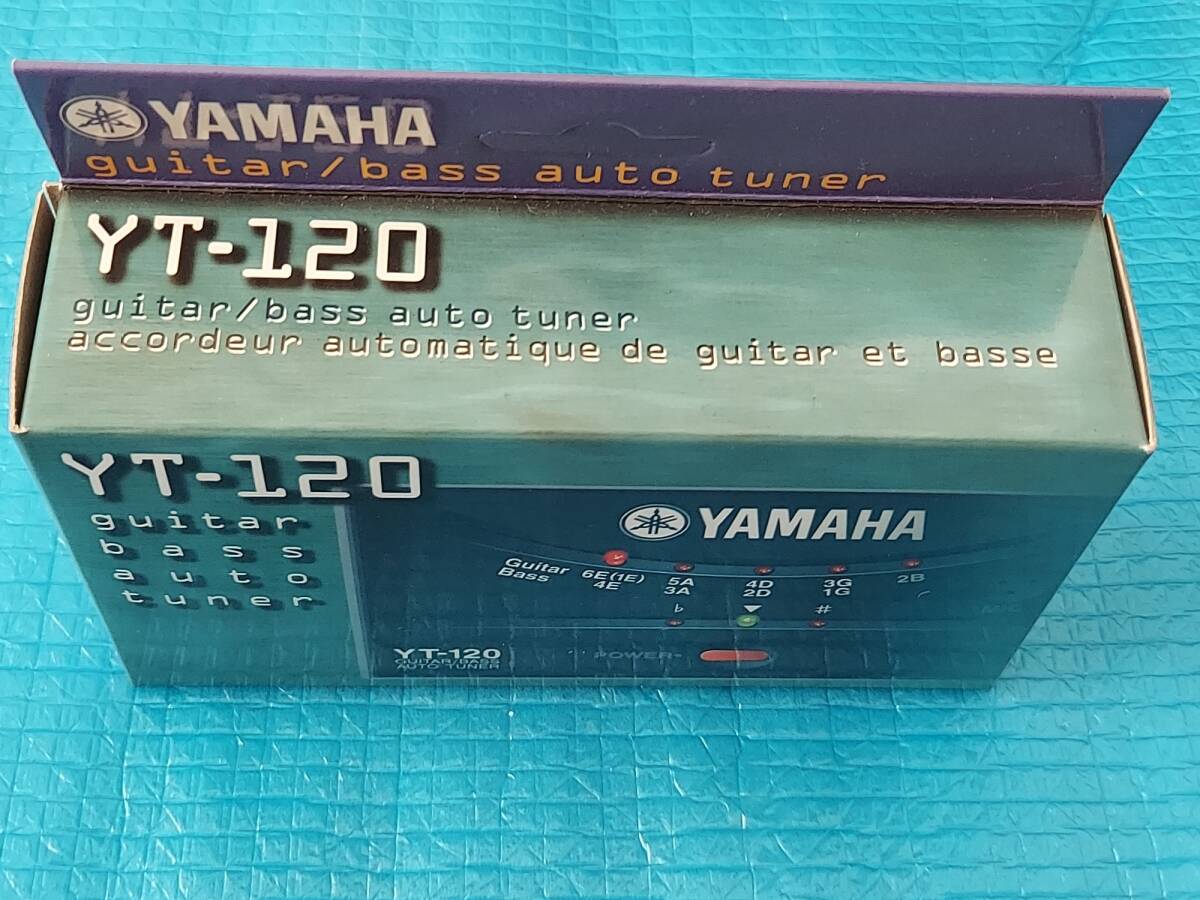 YAMAHA
guitar/bass auto tuner
YT-120
guitar/bass auto tuner
accordeur automatique de guitar et basse
YT-120
guitar
bass
auto
tuner
YAMAHA
Guitar 6E(1E) 5A 4D 3G 2B
Bass 4E 3A 2D 1G
♭ ▼ #
MIC
POWER
YT-120
GUITAR/BASS
AUTO TUNER